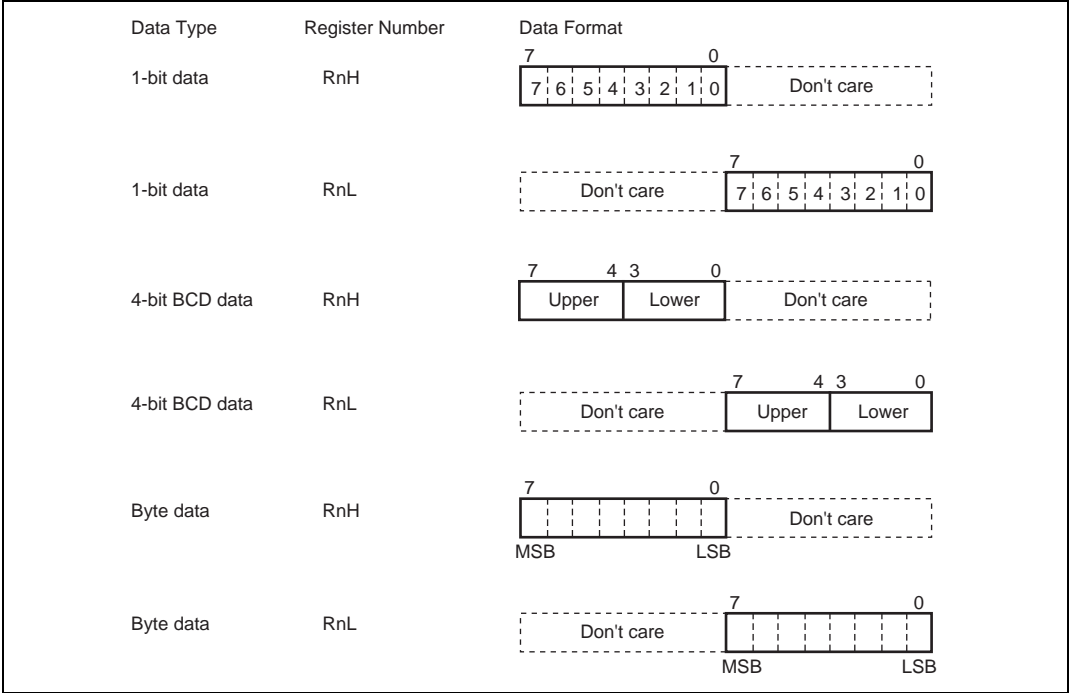 Data Type Register Number Data Format
7 0
1-bit data RnH 7 6 5 4 3 2 1 0 Don't care
7 0
1-bit data RnL Don't care 7 6 5 4 3 2 1 0
7 4 3 0
4-bit BCD data RnH Upper Lower Don't care
7 4 3 0
4-bit BCD data RnL Don't care Upper Lower
7 0
Byte data RnH Don't care
MSB LSB
7 0
Byte data RnL Don't care
MSB LSB